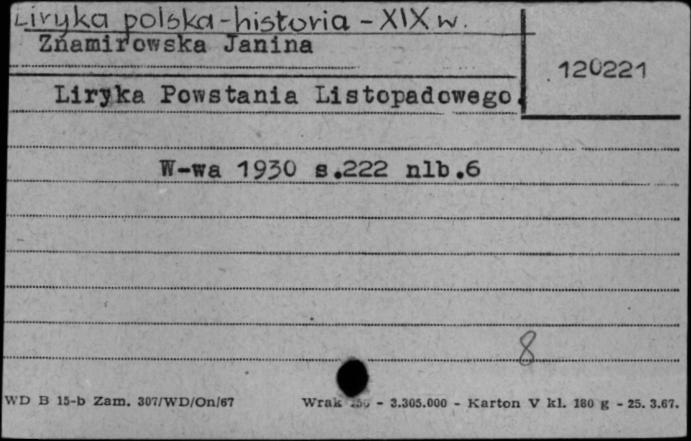 Liryka polska - historia - XIX w.
Znamirowska Janina
120221
Liryka Powstania Listopadowego.
W-wa 1930 s.222 nlb.6
8
WD B 15-b Zam. 307/WD/On/67 Wrak - 3.305.000 - Karton V kl. 180 g - 25. 3.67.